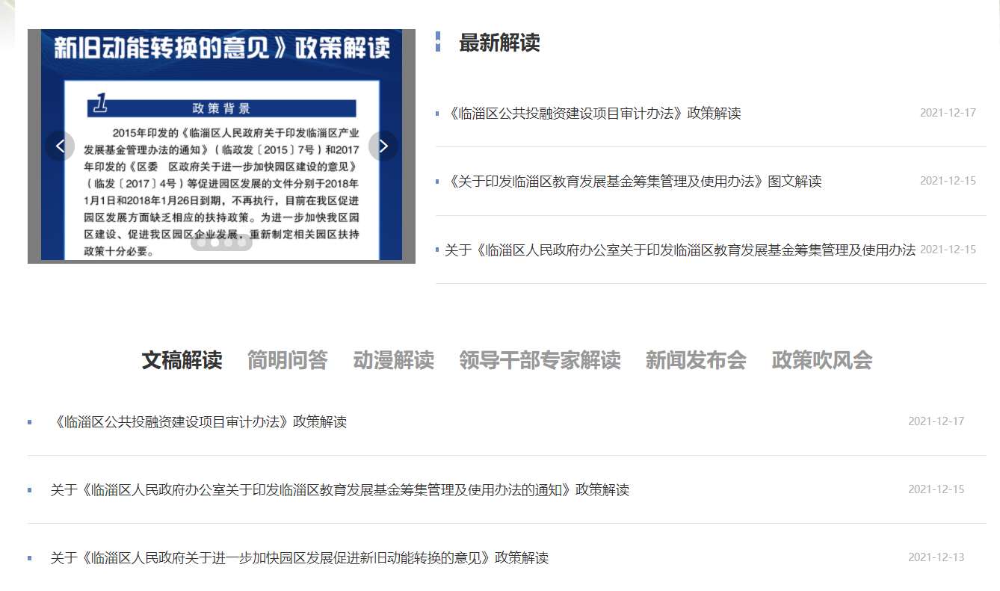 新旧动能转换的意见》政策解读
1 政策背景
2015年印发的《临淄区人民政府关于印发临淄区产业
发展基金管理办法的通知》（临政发〔2015〕7号）和2017
年印发的《区委　区政府关于进一步加快园区建设的意见》
（临发〔2017〕4号）等促进园区发展的文件分别于2018年
1月1日和2018年1月26日到期，不再执行，目前在我区促进
园区发展方面缺乏相应的扶持政策。为进一步加快我区园
区建设、促进我区园区企业发展，重新制定相关园区扶持
政策十分必要。
最新解读
《临淄区公共投融资建设项目审计办法》政策解读 2021-12-17
《关于印发临淄区教育发展基金筹集管理及使用办法》图文解读 2021-12-15
关于《临淄区人民政府办公室关于印发临淄区教育发展基金筹集管理及使用办法 2021-12-15
文稿解读 简明问答 动漫解读 领导干部专家解读 新闻发布会 政策吹风会
《临淄区公共投融资建设项目审计办法》政策解读 2021-12-17
关于《临淄区人民政府办公室关于印发临淄区教育发展基金筹集管理及使用办法的通知》政策解读 2021-12-15
关于《临淄区人民政府关于进一步加快园区发展促进新旧动能转换的意见》政策解读 2021-12-13